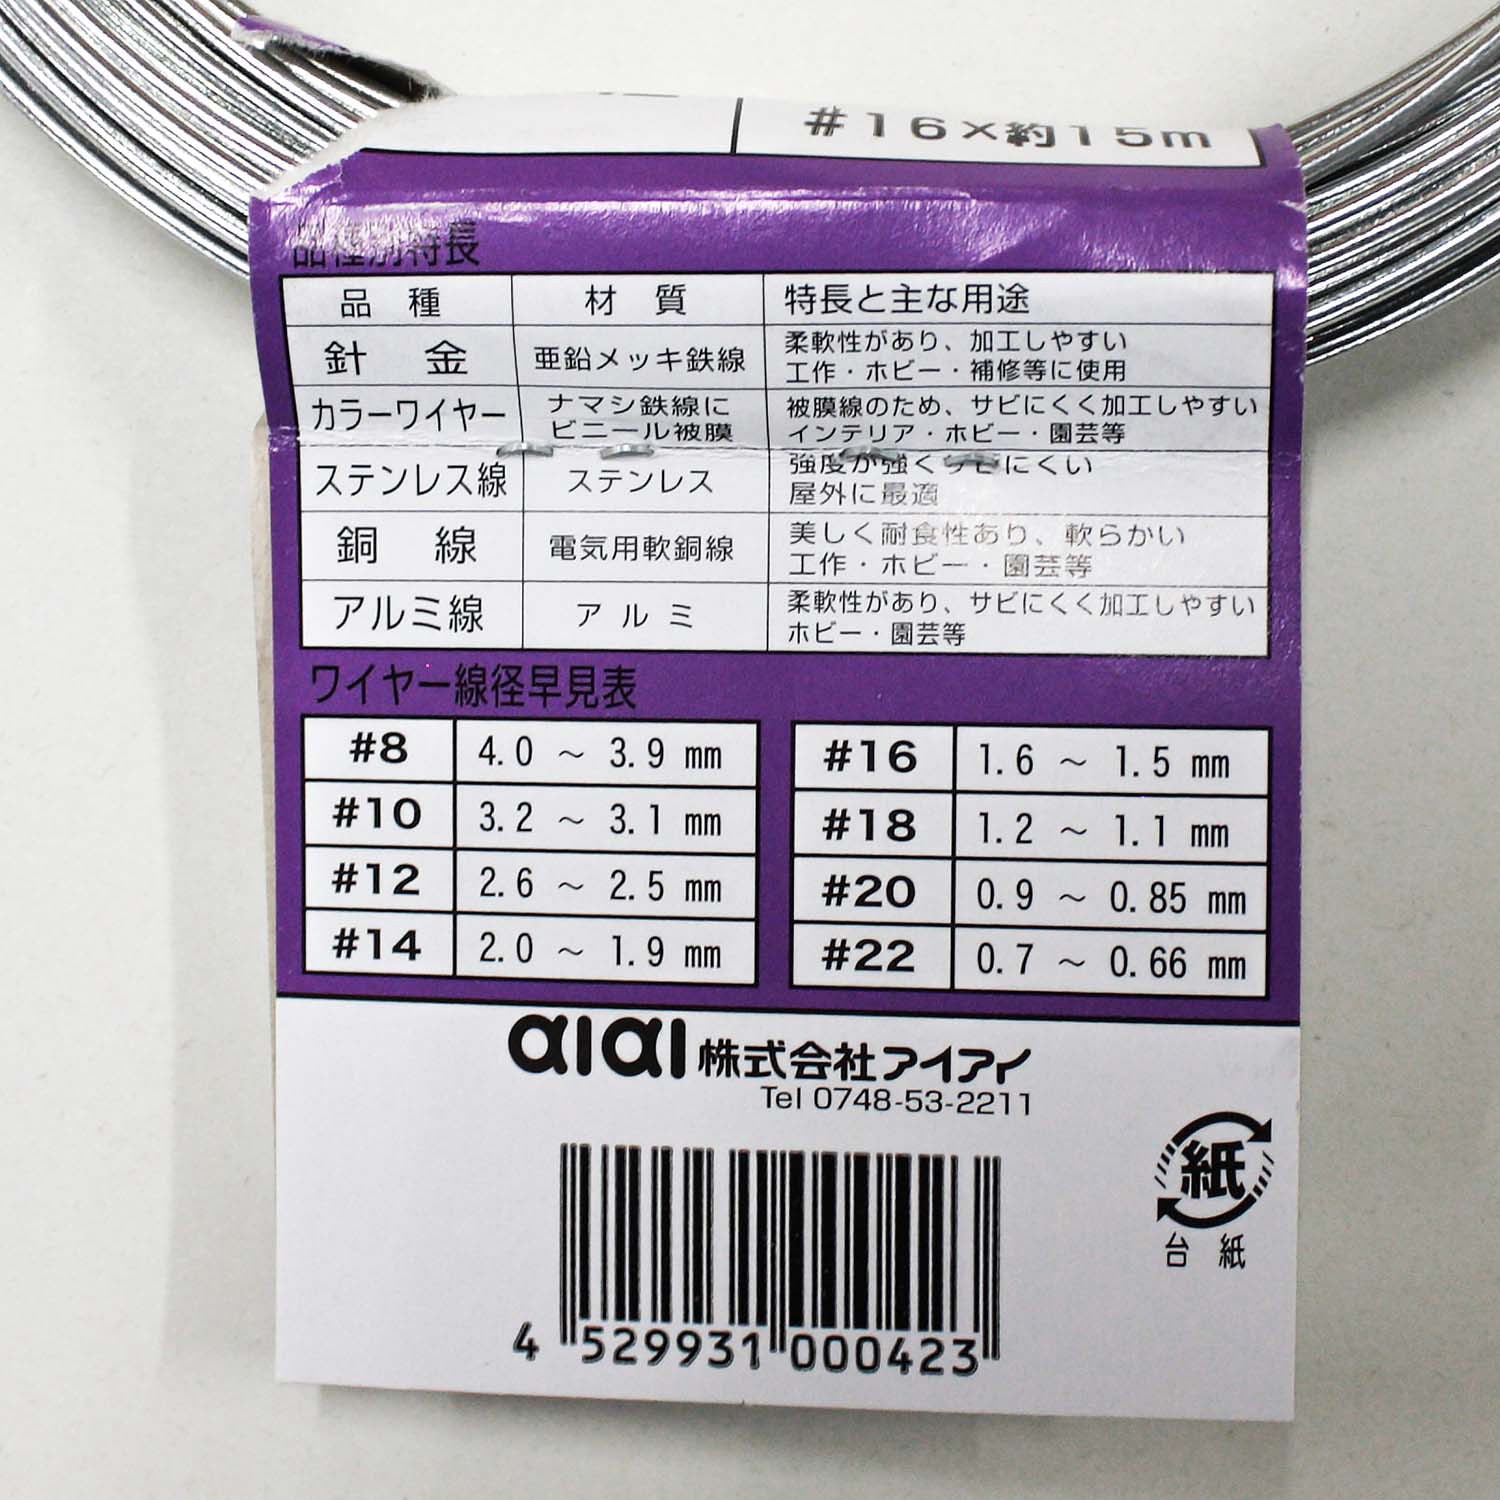 #16×約15m
品種別特長
品種 材質 特長と主な用途
針金 亜鉛メッキ鉄線 柔軟性があり、加工しやすい
工作・ホビー・補修等に使用
カラーワイヤー ナマシ鉄線に
ビニール被膜 被膜線のため、サビにくく加工しやすい
インテリア・ホビー・園芸等
ステンレス線 ステンレス 強度が強くサビにくい
屋外に最適
銅線 電気用軟銅線 美しく耐食性あり、軟らかい
工作・ホビー・園芸等
アルミ線 アルミ 柔軟性があり、サビにくく加工しやすい
ホビー・園芸等
ワイヤー線径早見表
#8 4.0 ～ 3.9 mm
#10 3.2 ～ 3.1 mm
#12 2.6 ～ 2.5 mm
#14 2.0 ～ 1.9 mm
#16 1.6 ～ 1.5 mm
#18 1.2 ～ 1.1 mm
#20 0.9 ～ 0.85 mm
#22 0.7 ～ 0.66 mm
aiai 株式会社アイアイ
Tel 0748-53-2211
紙
台紙
4 529931 000423